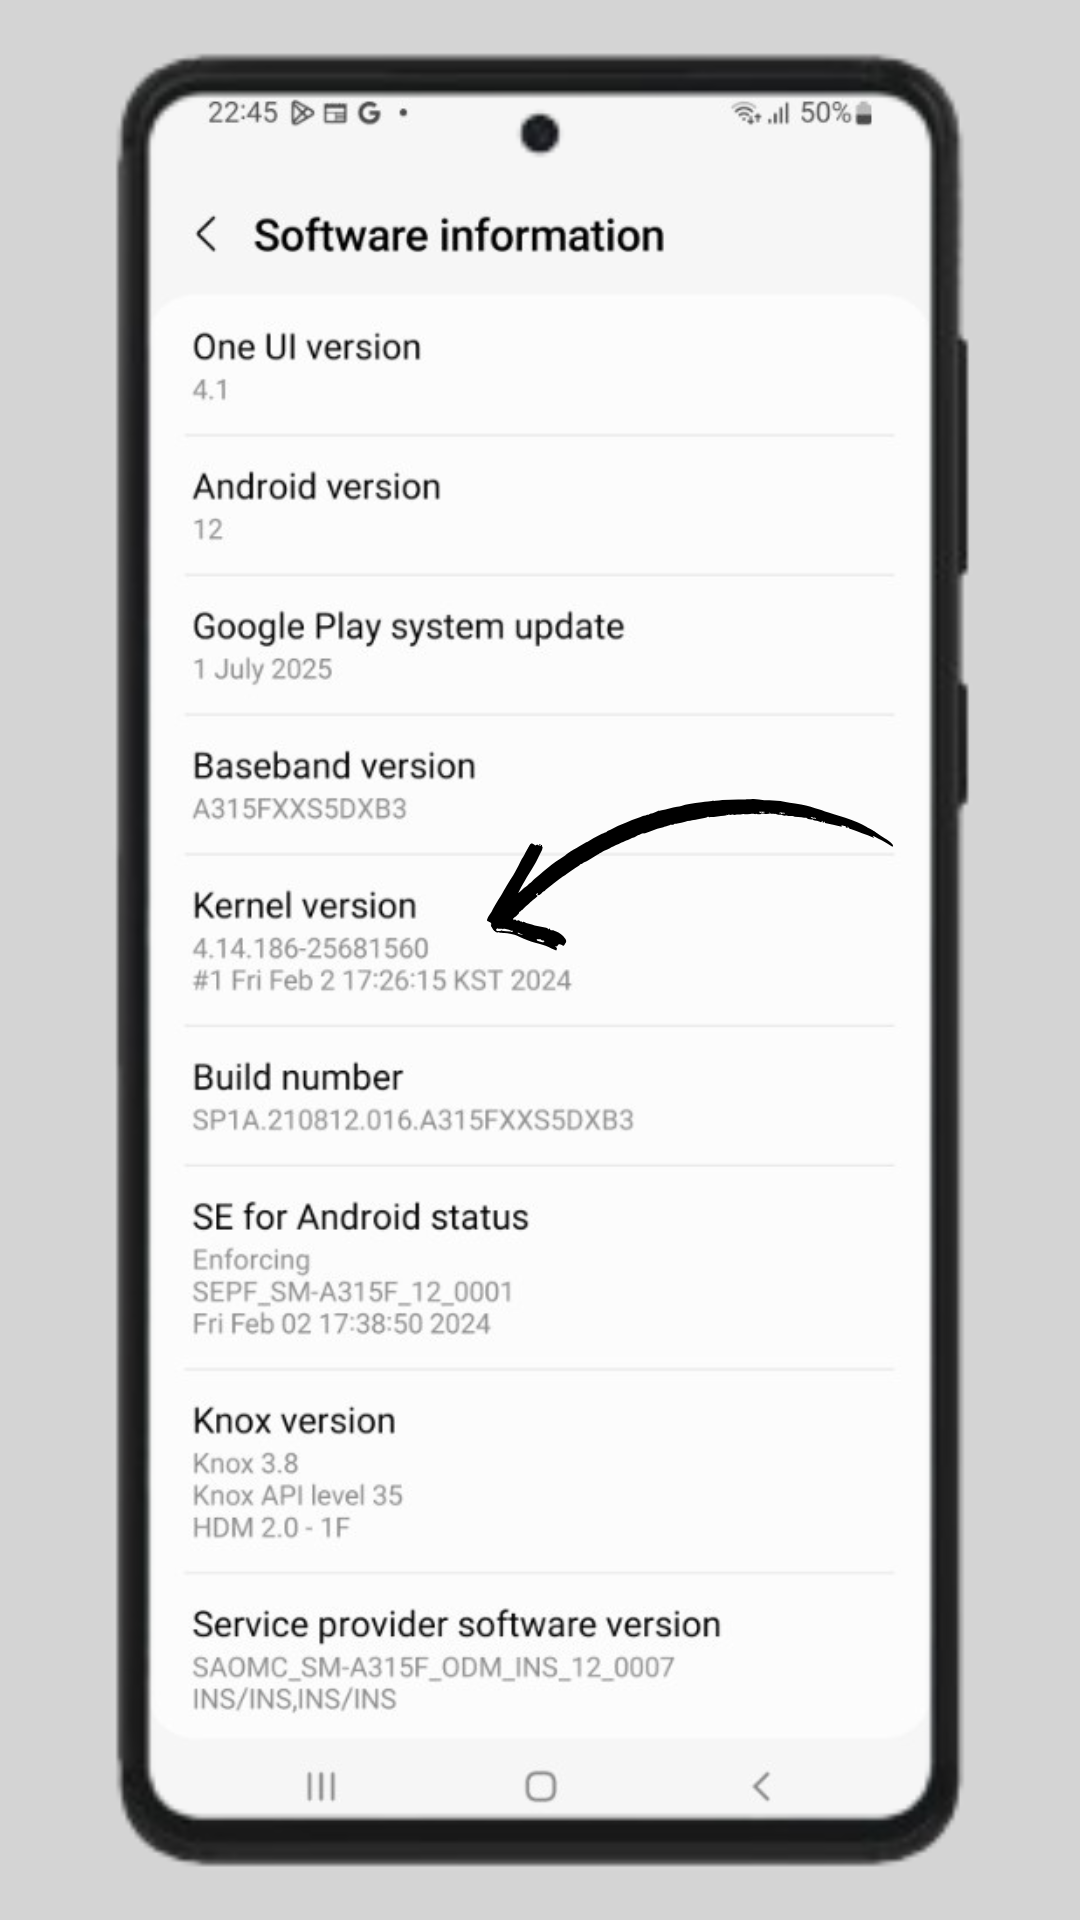 22:45 G 50%
Software information
One UI version
4.1
Android version
12
Google Play system update
1 July 2025
Baseband version
A315FXXS5DXB3
Kernel version
4.14.186-25681560
#1 Fri Feb 2 17:26:15 KST 2024
Build number
SP1A.210812.016.A315FXXS5DXB3
SE for Android status
Enforcing
SEPF_SM-A315F_12_0001
Fri Feb 02 17:38:50 2024
Knox version
Knox 3.8
Knox API level 35
HDM 2.0 - 1F
Service provider software version
SAOMC_SM-A315F_ODM_INS_12_0007
INS/INS,INS/INS